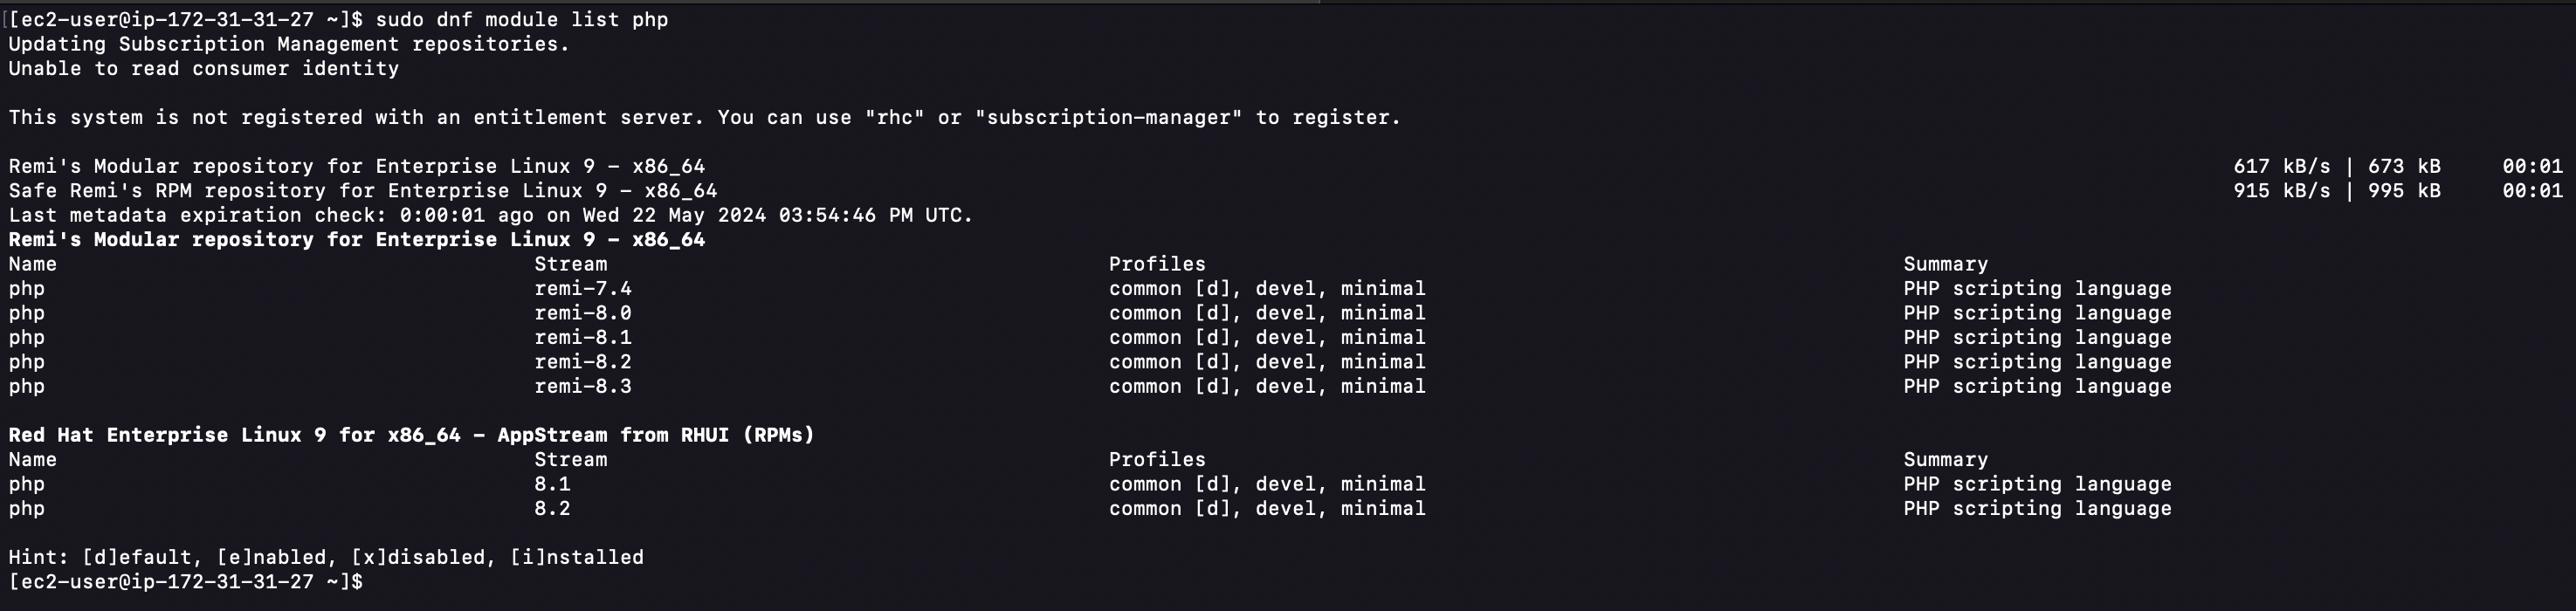 [[ec2-user@ip-172-31-31-27 ~]$ sudo dnf module list php
Updating Subscription Management repositories.
Unable to read consumer identity
This system is not registered with an entitlement server. You can use "rhc" or "subscription-manager" to register.
Remi's Modular repository for Enterprise Linux 9 - x86_64 617 kB/s | 673 kB 00:01
Safe Remi's RPM repository for Enterprise Linux 9 - x86_64 915 kB/s | 995 kB 00:01
Last metadata expiration check: 0:00:01 ago on Wed 22 May 2024 03:54:46 PM UTC.
Remi's Modular repository for Enterprise Linux 9 - x86_64
Name Stream Profiles Summary
php remi-7.4 common [d], devel, minimal PHP scripting language
php remi-8.0 common [d], devel, minimal PHP scripting language
php remi-8.1 common [d], devel, minimal PHP scripting language
php remi-8.2 common [d], devel, minimal PHP scripting language
php remi-8.3 common [d], devel, minimal PHP scripting language
Red Hat Enterprise Linux 9 for x86_64 - AppStream from RHUI (RPMs)
Name Stream Profiles Summary
php 8.1 common [d], devel, minimal PHP scripting language
php 8.2 common [d], devel, minimal PHP scripting language
Hint: [d]efault, [e]nabled, [x]disabled, [i]nstalled
[ec2-user@ip-172-31-31-27 ~]$